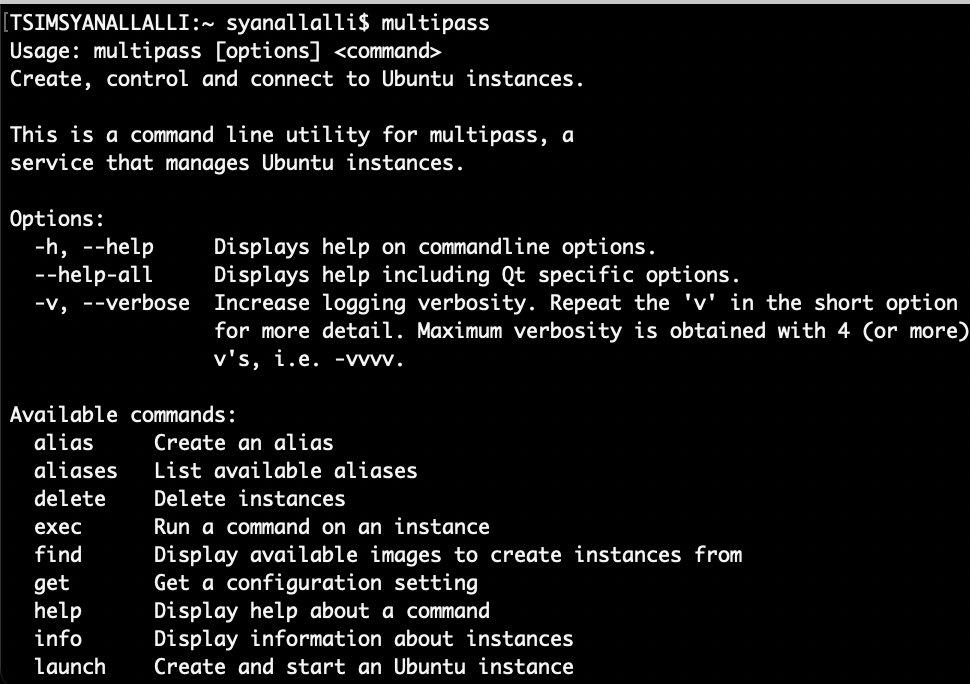 [TSIMSYANALLALLI:~ syanallalli$ multipass
Usage: multipass [options] <command>
Create, control and connect to Ubuntu instances.
This is a command line utility for multipass, a
service that manages Ubuntu instances.
Options:
-h, --help Displays help on commandline options.
--help-all Displays help including Qt specific options.
-v, --verbose Increase logging verbosity. Repeat the 'v' in the short option
for more detail. Maximum verbosity is obtained with 4 (or more)
v's, i.e. -vvvv.
Available commands:
alias Create an alias
aliases List available aliases
delete Delete instances
exec Run a command on an instance
find Display available images to create instances from
get Get a configuration setting
help Display help about a command
info Display information about instances
launch Create and start an Ubuntu instance